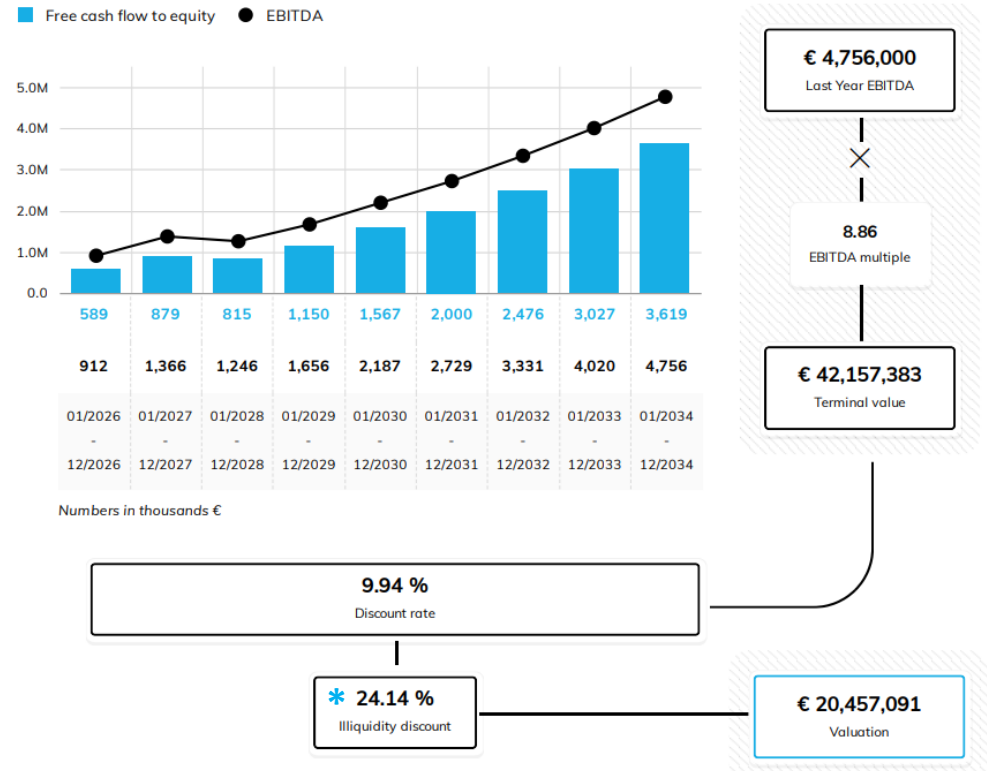 Free cash flow to equity EBITDA
5.0M
4.0M
3.0M
2.0M
1.0M
0.0
589 879 815 1,150 1,567 2,000 2,476 3,027 3,619
912 1,366 1,246 1,656 2,187 2,729 3,331 4,020 4,756
01/2026 01/2027 01/2028 01/2029 01/2030 01/2031 01/2032 01/2033 01/2034
- - - - - - - - -
12/2026 12/2027 12/2028 12/2029 12/2030 12/2031 12/2032 12/2033 12/2034
Numbers in thousands €
€ 4,756,000
Last Year EBITDA
×
8.86
EBITDA multiple
€ 42,157,383
Terminal value
9.94 %
Discount rate
* 24.14 %
Illiquidity discount
€ 20,457,091
Valuation